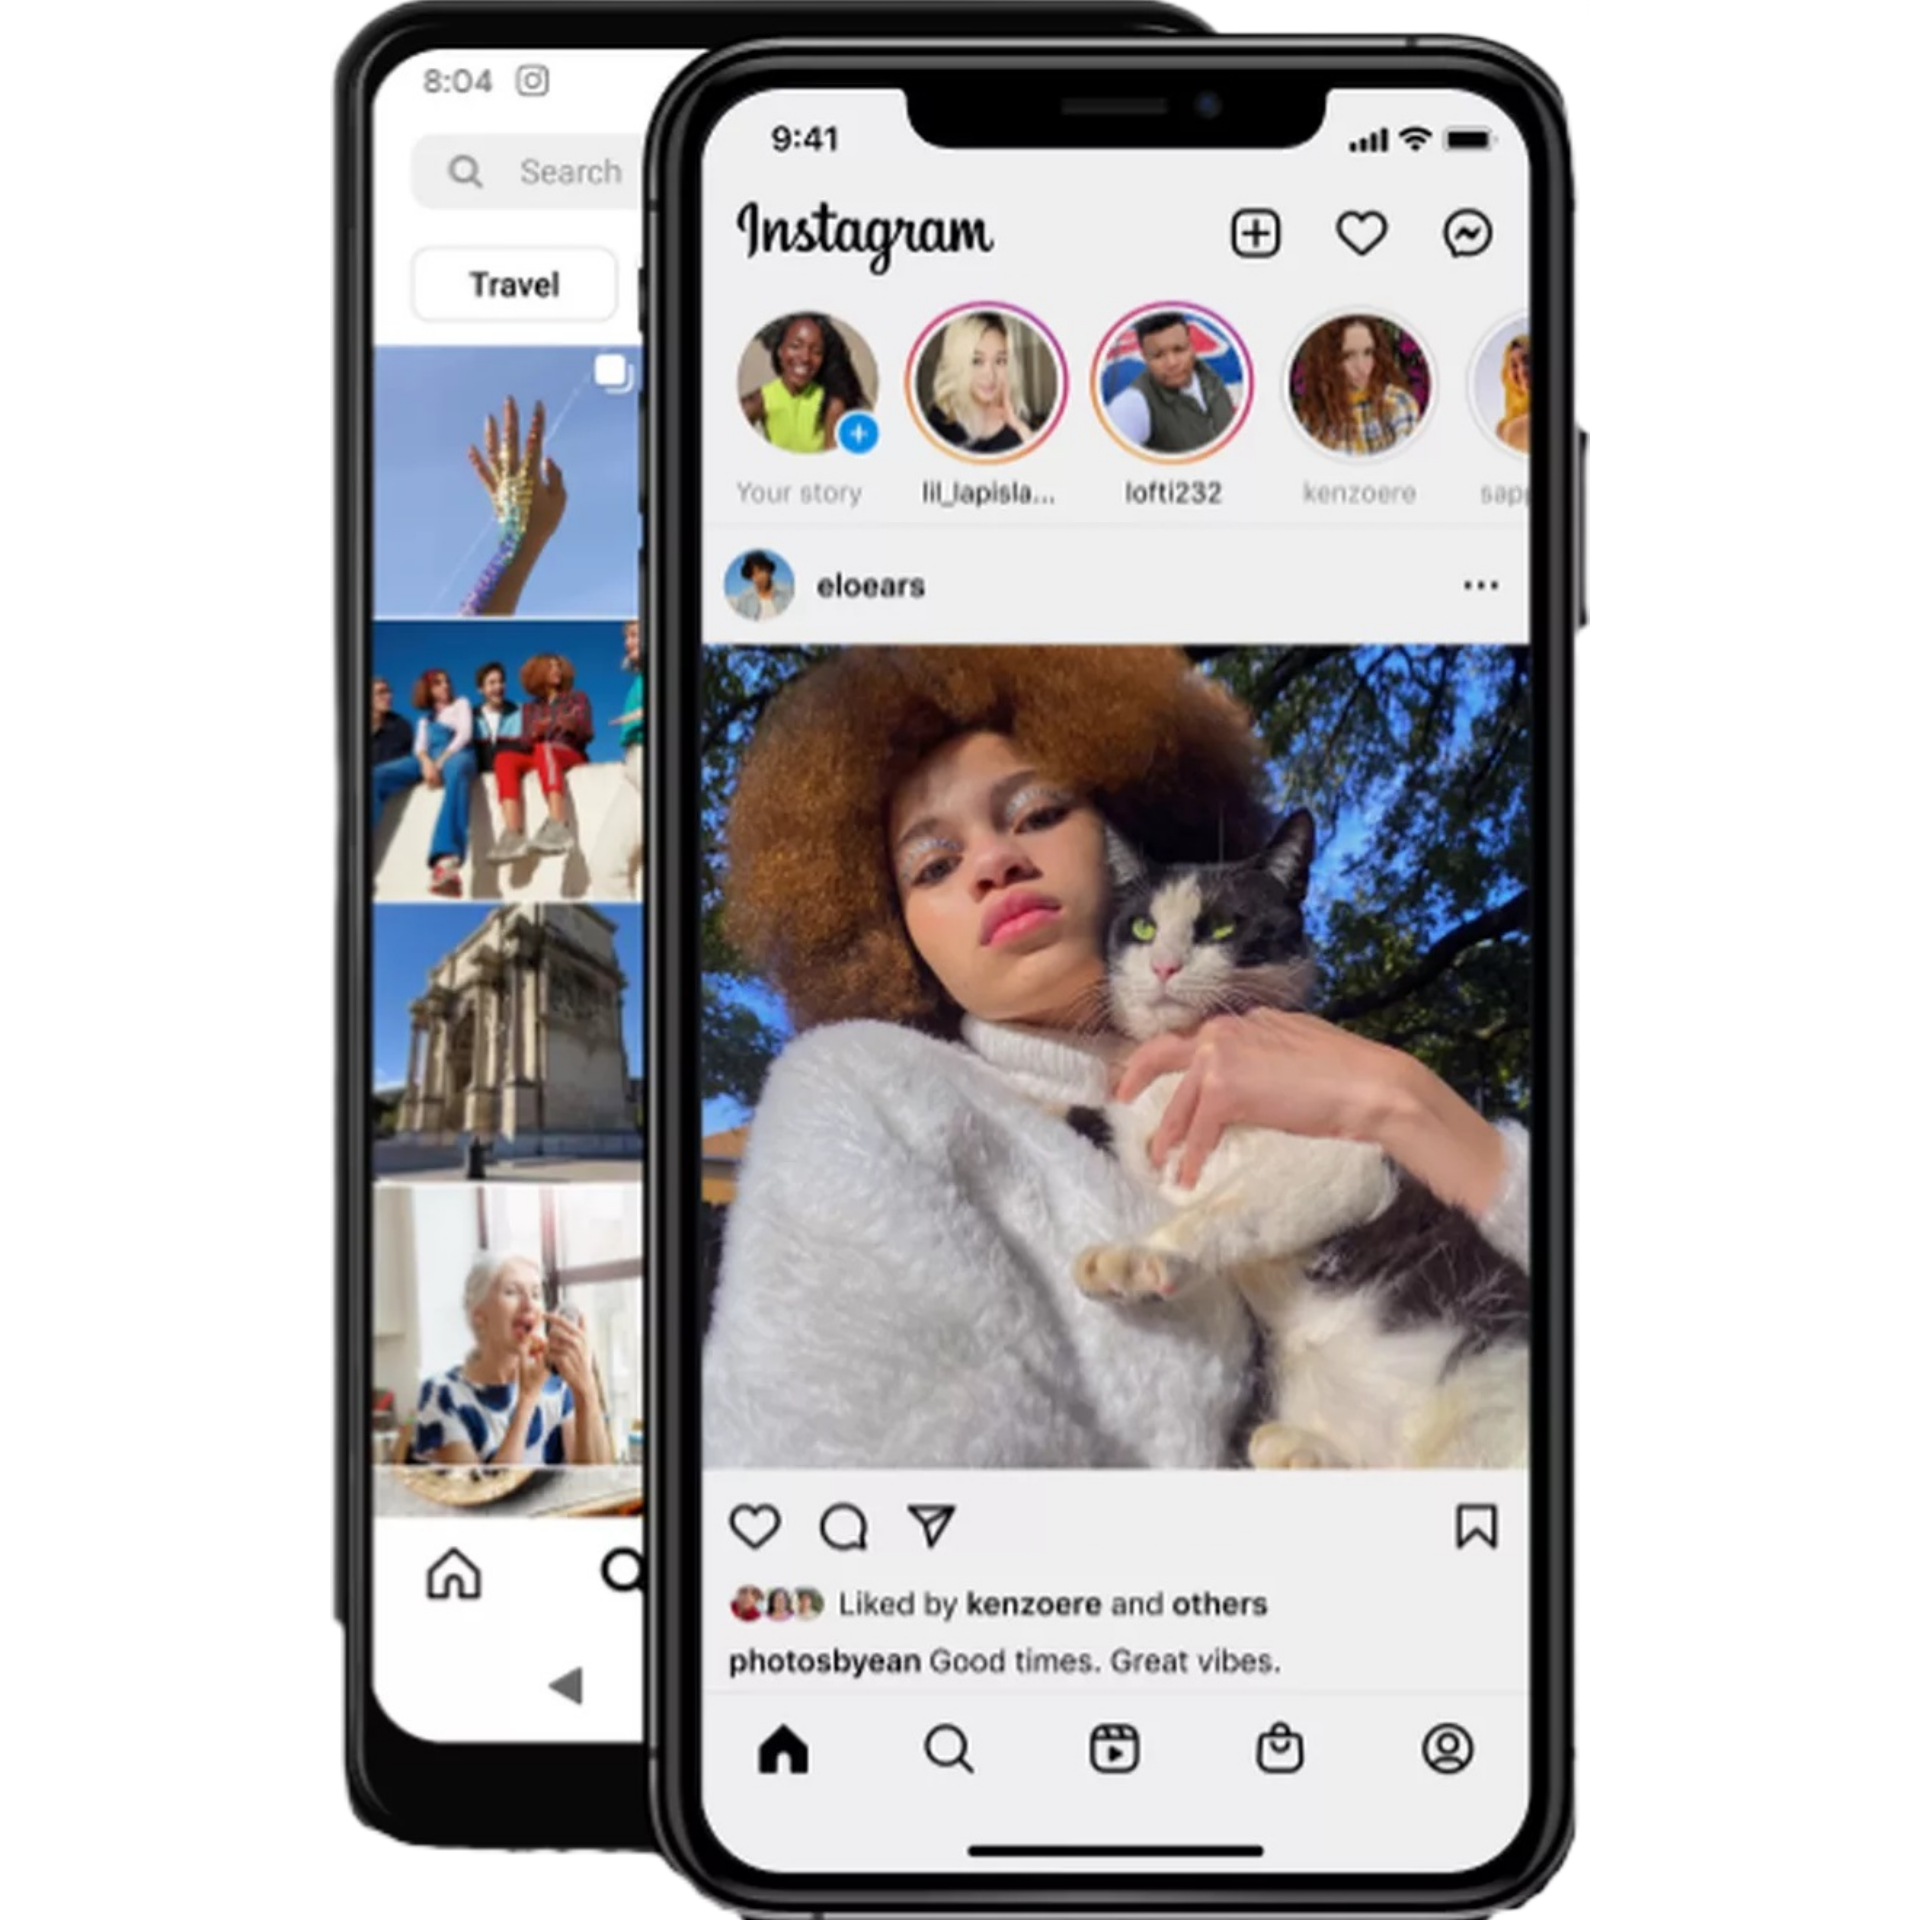 8:04
Search
Travel
9:41
Instagram
Your story
lil_lapisla...
lofti232
kenzoere
sap
eloears
Liked by kenzoere and others
photosbyean Good times. Great vibes.